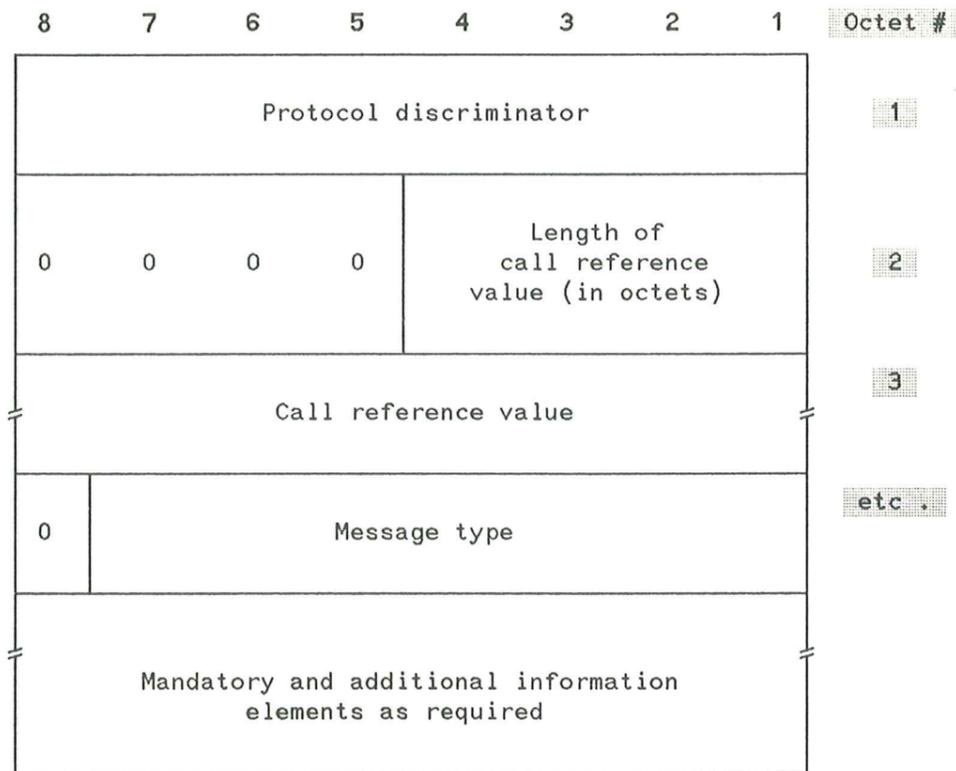 8 7 6 5 4 3 2 1 Octet #
Protocol discriminator 1
Length of
0 0 0 0 call reference 2
value (in octets)
3
Call reference value
etc .
0 Message type
Mandatory and additional information
elements as required